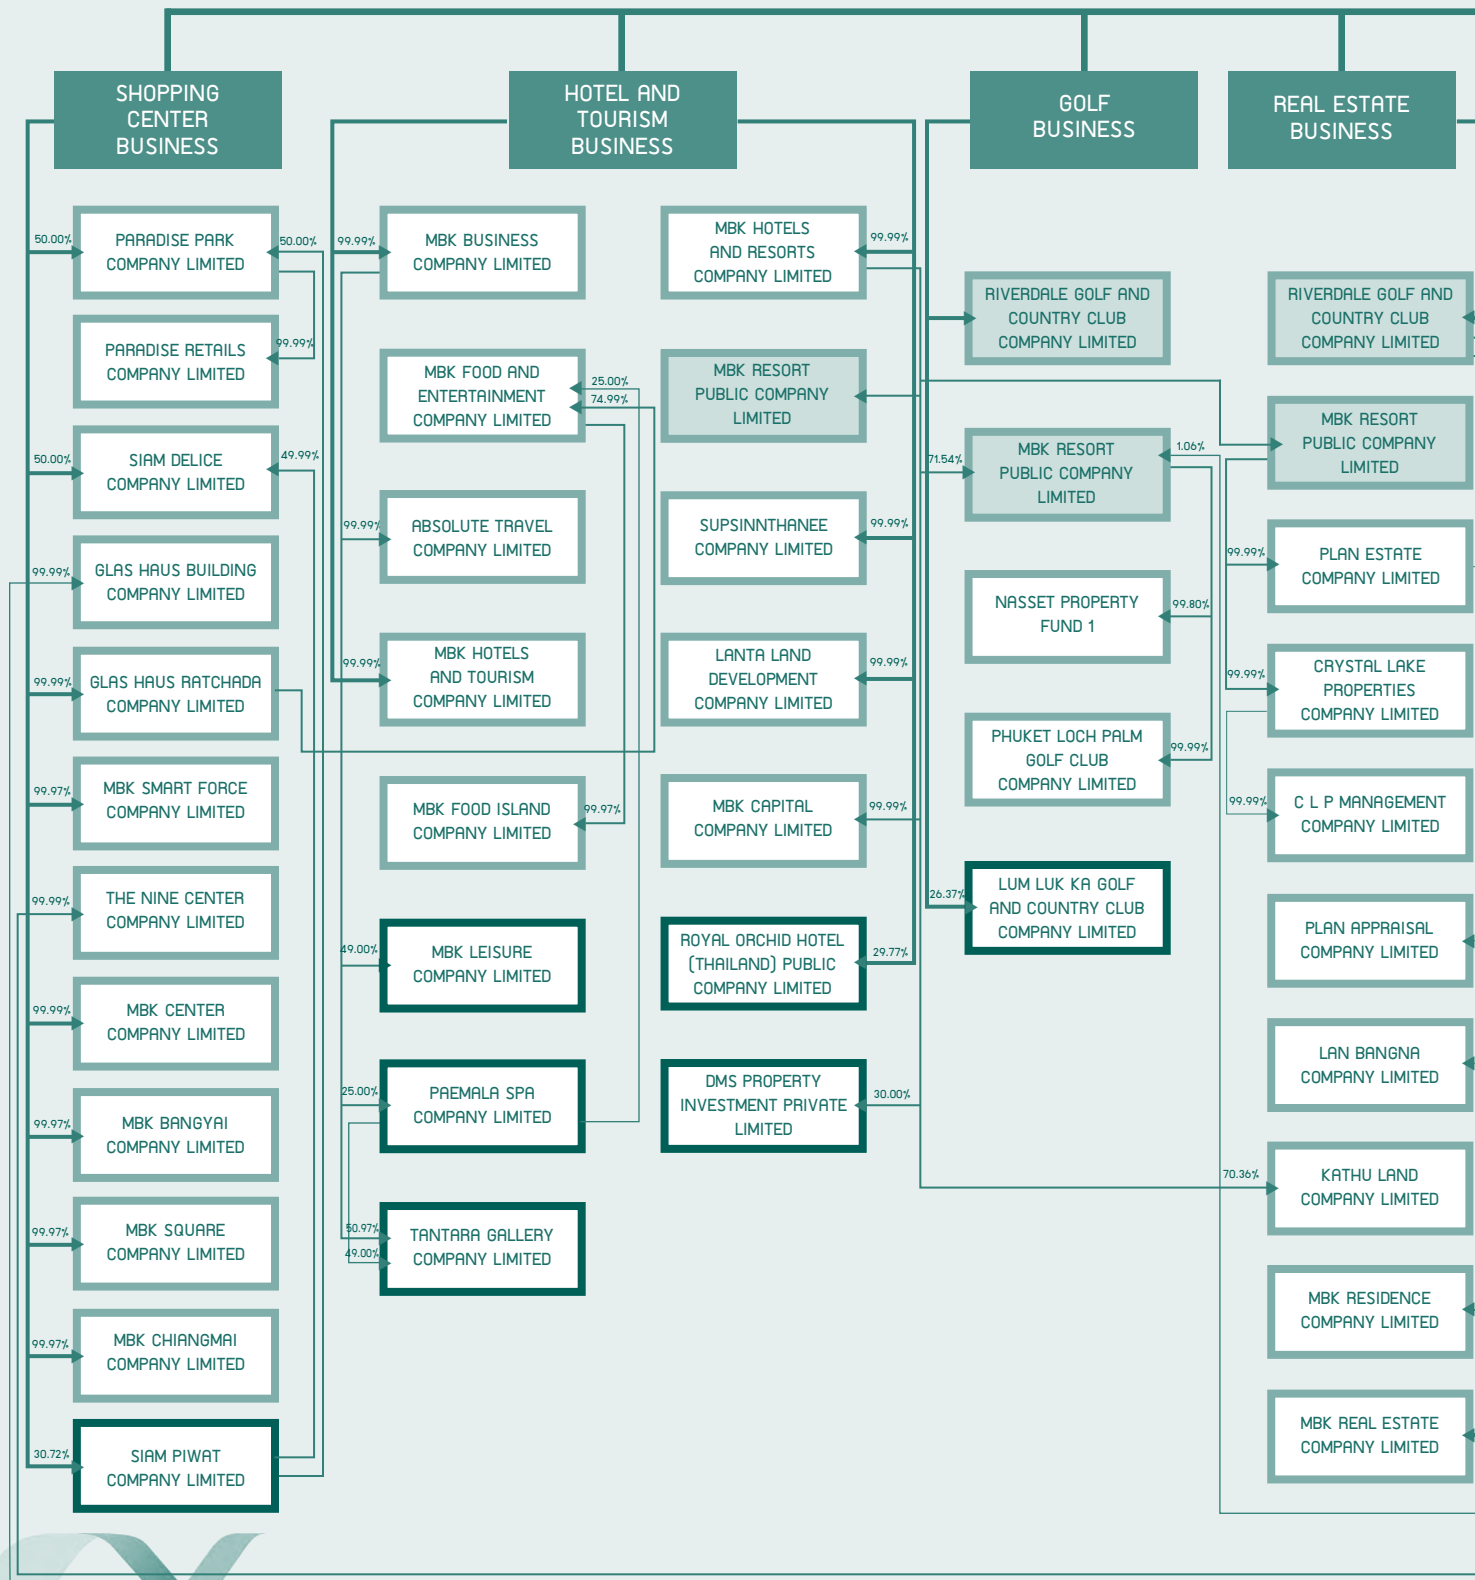 SHOPPING
CENTER
BUSINESS
50.00%
PARADISE PARK
COMPANY LIMITED
50.00%
PARADISE RETAILS
COMPANY LIMITED
99.99%
50.00%
SIAM DELICE
COMPANY LIMITED
49.99%
99.99%
GLAS HAUS BUILDING
COMPANY LIMITED
99.99%
GLAS HAUS RATCHADA
COMPANY LIMITED
99.97%
MBK SMART FORCE
COMPANY LIMITED
99.99%
THE NINE CENTER
COMPANY LIMITED
99.99%
MBK CENTER
COMPANY LIMITED
99.97%
MBK BANGYAI
COMPANY LIMITED
99.97%
MBK SQUARE
COMPANY LIMITED
99.97%
MBK CHIANGMAI
COMPANY LIMITED
30.72%
SIAM PIWAT
COMPANY LIMITED
HOTEL AND
TOURISM
BUSINESS
99.99%
MBK BUSINESS
COMPANY LIMITED
MBK FOOD AND
ENTERTAINMENT
COMPANY LIMITED
25.00%
74.99%
99.99%
ABSOLUTE TRAVEL
COMPANY LIMITED
99.99%
MBK HOTELS
AND TOURISM
COMPANY LIMITED
MBK FOOD ISLAND
COMPANY LIMITED
99.97%
49.00%
MBK LEISURE
COMPANY LIMITED
25.00%
PAEMALA SPA
COMPANY LIMITED
50.97%
49.00%
TANTARA GALLERY
COMPANY LIMITED
MBK HOTELS
AND RESORTS
COMPANY LIMITED
99.99%
MBK RESORT
PUBLIC COMPANY
LIMITED
SUPSINNTHANEE
COMPANY LIMITED
99.99%
LANTA LAND
DEVELOPMENT
COMPANY LIMITED
99.99%
MBK CAPITAL
COMPANY LIMITED
99.99%
ROYAL ORCHID HOTEL
(THAILAND) PUBLIC
COMPANY LIMITED
29.77%
DMS PROPERTY
INVESTMENT PRIVATE
LIMITED
30.00%
GOLF
BUSINESS
RIVERDALE GOLF AND
COUNTRY CLUB
COMPANY LIMITED
71.54%
MBK RESORT
PUBLIC COMPANY
LIMITED
1.06%
NASSET PROPERTY
FUND 1
99.80%
PHUKET LOCH PALM
GOLF CLUB
COMPANY LIMITED
99.99%
26.37%
LUM LUK KA GOLF
AND COUNTRY CLUB
COMPANY LIMITED
REAL ESTATE
BUSINESS
RIVERDALE GOLF AND
COUNTRY CLUB
COMPANY LIMITED
MBK RESORT
PUBLIC COMPANY
LIMITED
99.99%
PLAN ESTATE
COMPANY LIMITED
99.99%
CRYSTAL LAKE
PROPERTIES
COMPANY LIMITED
99.99%
C L P MANAGEMENT
COMPANY LIMITED
PLAN APPRAISAL
COMPANY LIMITED
LAN BANGNA
COMPANY LIMITED
70.36%
KATHU LAND
COMPANY LIMITED
MBK RESIDENCE
COMPANY LIMITED
MBK REAL ESTATE
COMPANY LIMITED